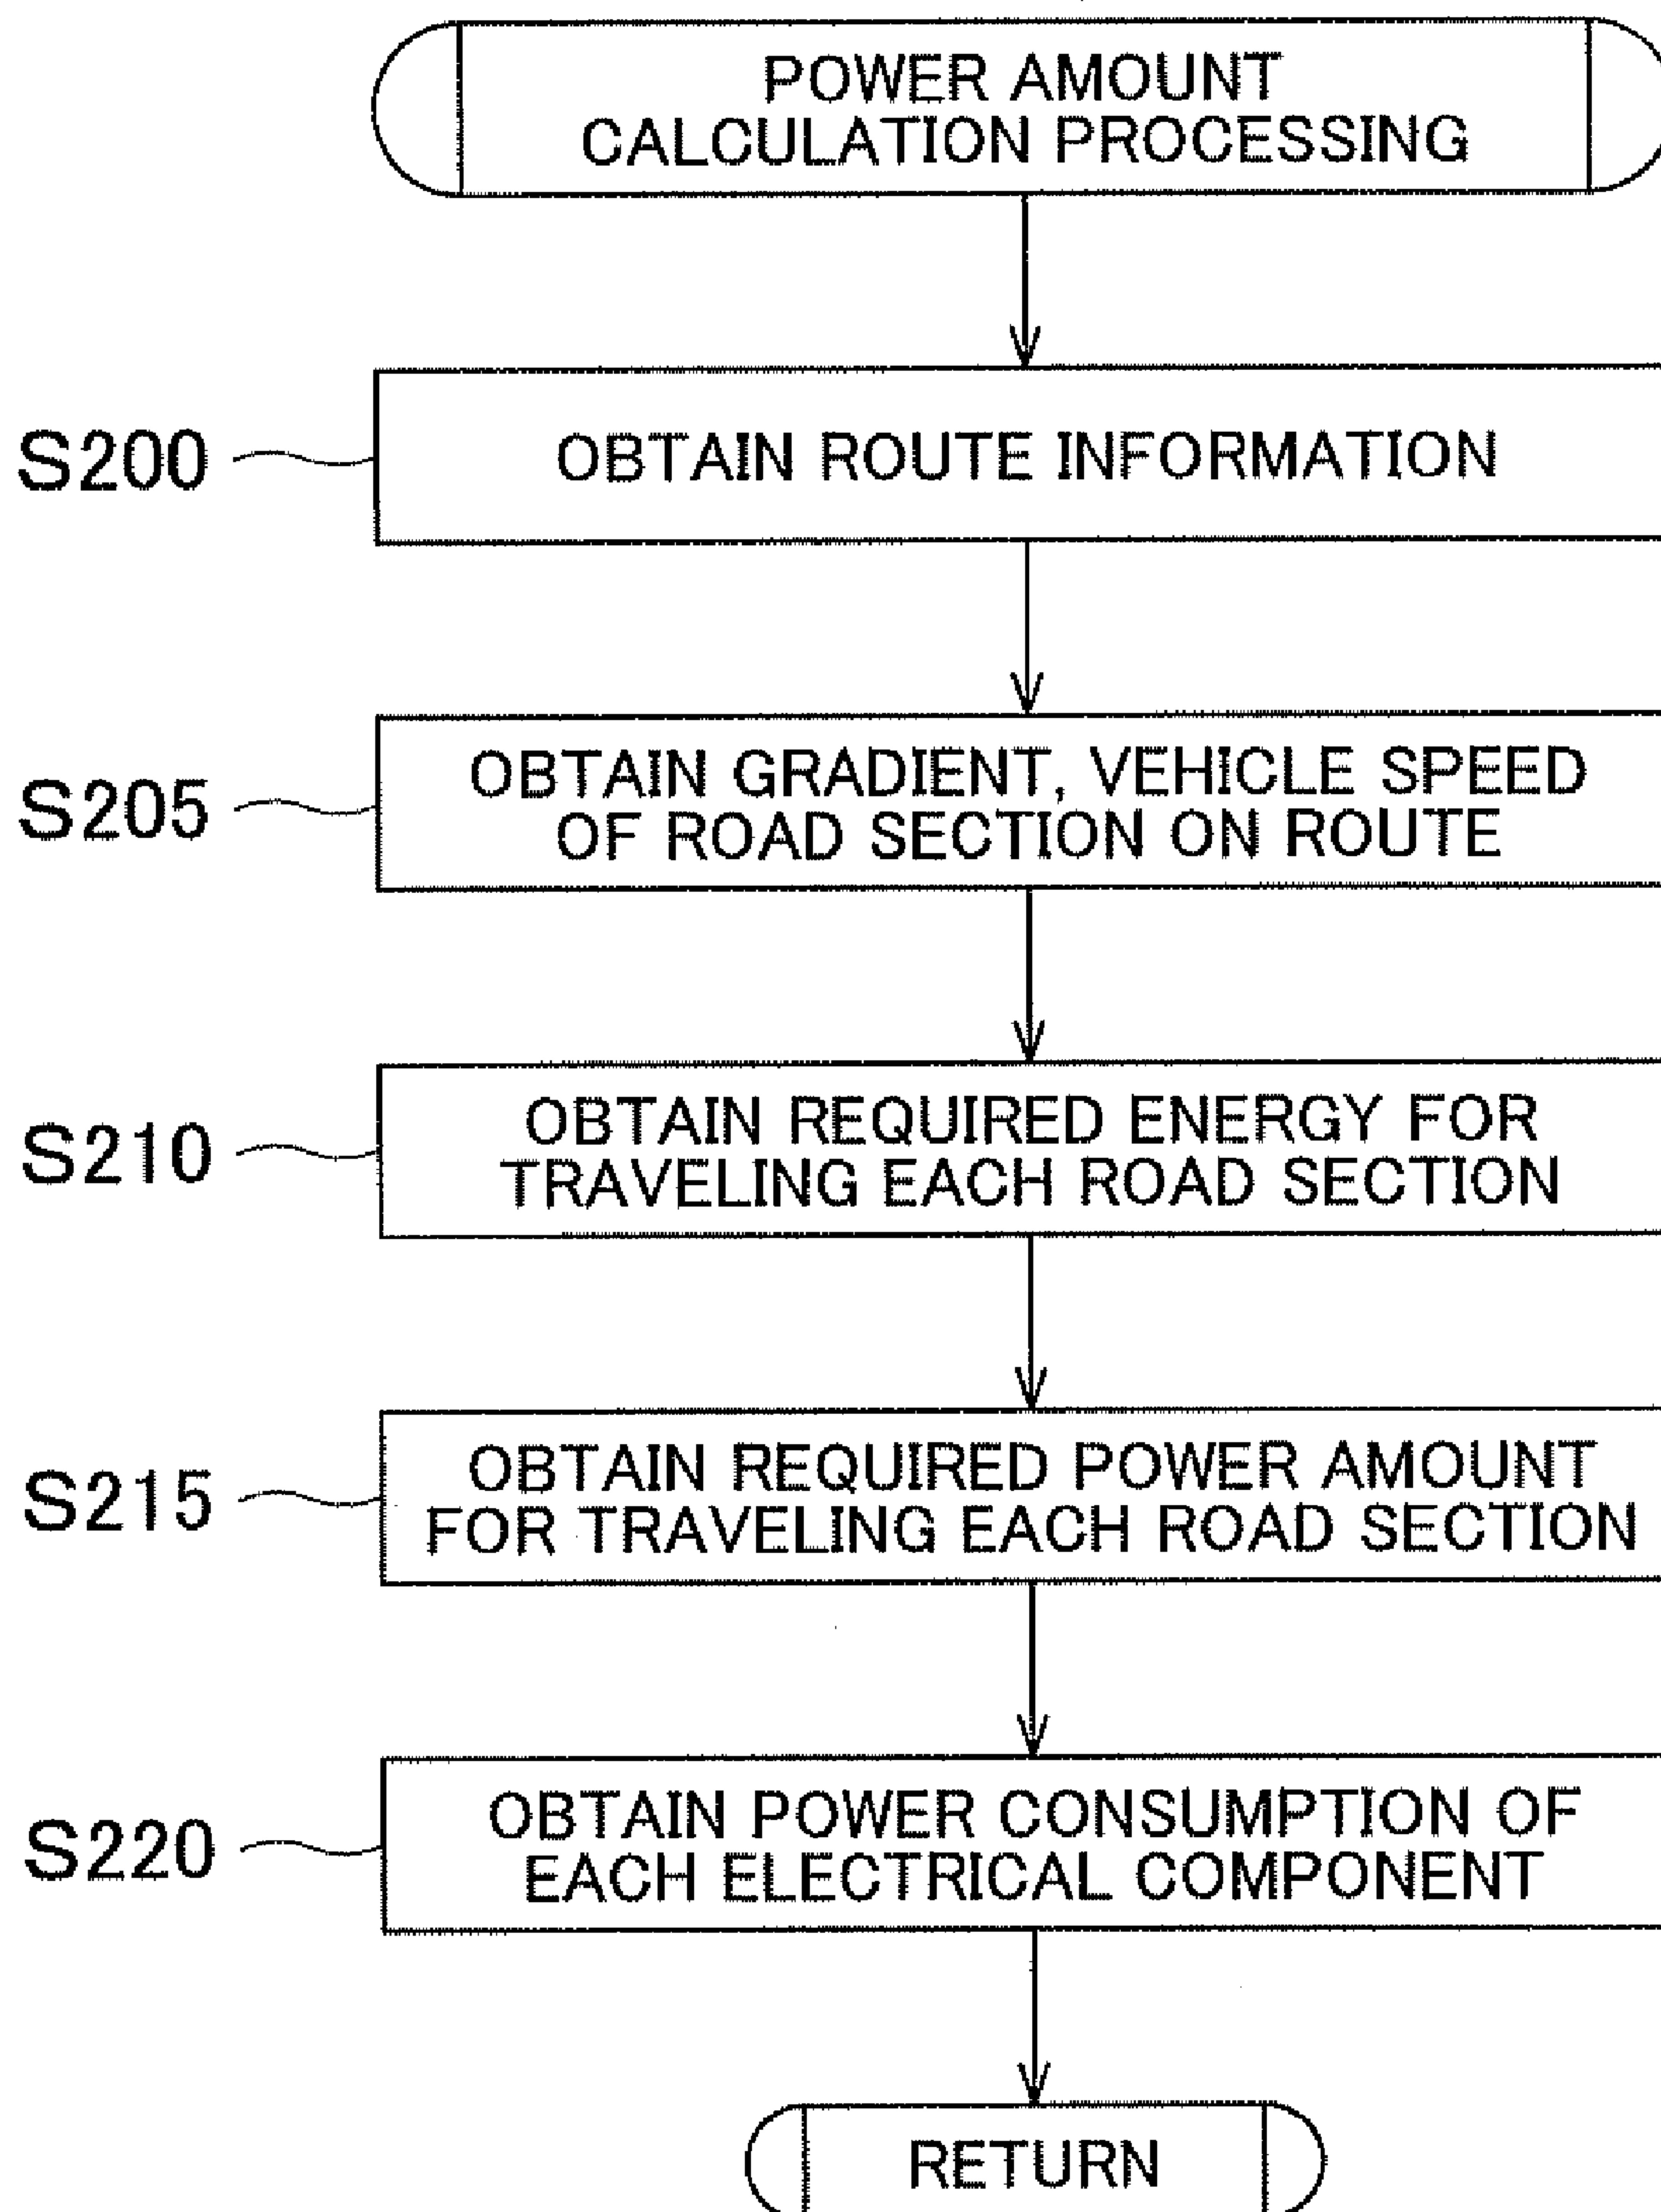 POWER AMOUNT
CALCULATION PROCESSING
S200
OBTAIN ROUTE INFORMATION
S205
OBTAIN GRADIENT, VEHICLE SPEED
OF ROAD SECTION ON ROUTE
S210
OBTAIN REQUIRED ENERGY FOR
TRAVELING EACH ROAD SECTION
S215
OBTAIN REQUIRED POWER AMOUNT
FOR TRAVELING EACH ROAD SECTION
S220
OBTAIN POWER CONSUMPTION OF
EACH ELECTRICAL COMPONENT
RETURN